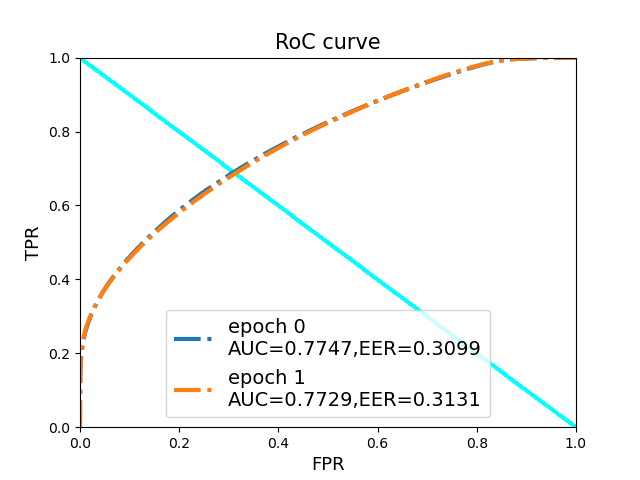 RoC curve
1.0
0.8
0.6
0.4
0.2
0.0
TPR
epoch 0
AUC=0.7747,EER=0.3099
epoch 1
AUC=0.7729,EER=0.3131
0.0 0.2 0.4 0.6 0.8 1.0
FPR